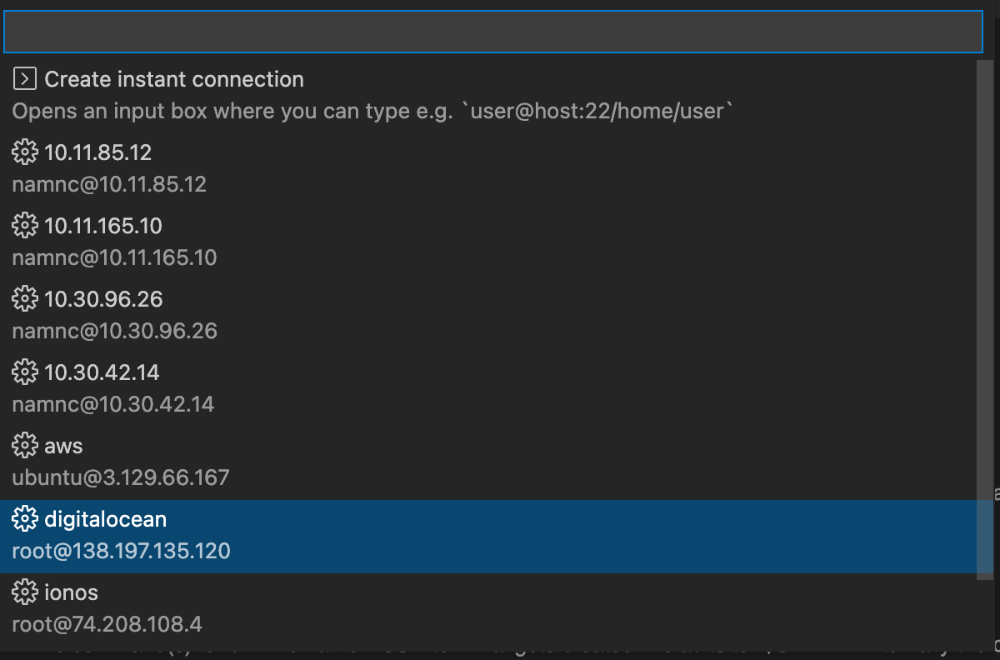 Create instant connection
Opens an input box where you can type e.g. `user@host:22/home/user`
10.11.85.12
namnc@10.11.85.12
10.11.165.10
namnc@10.11.165.10
10.30.96.26
namnc@10.30.96.26
10.30.42.14
namnc@10.30.42.14
aws
ubuntu@3.129.66.167
digitalocean
root@138.197.135.120
ionos
root@74.208.108.4